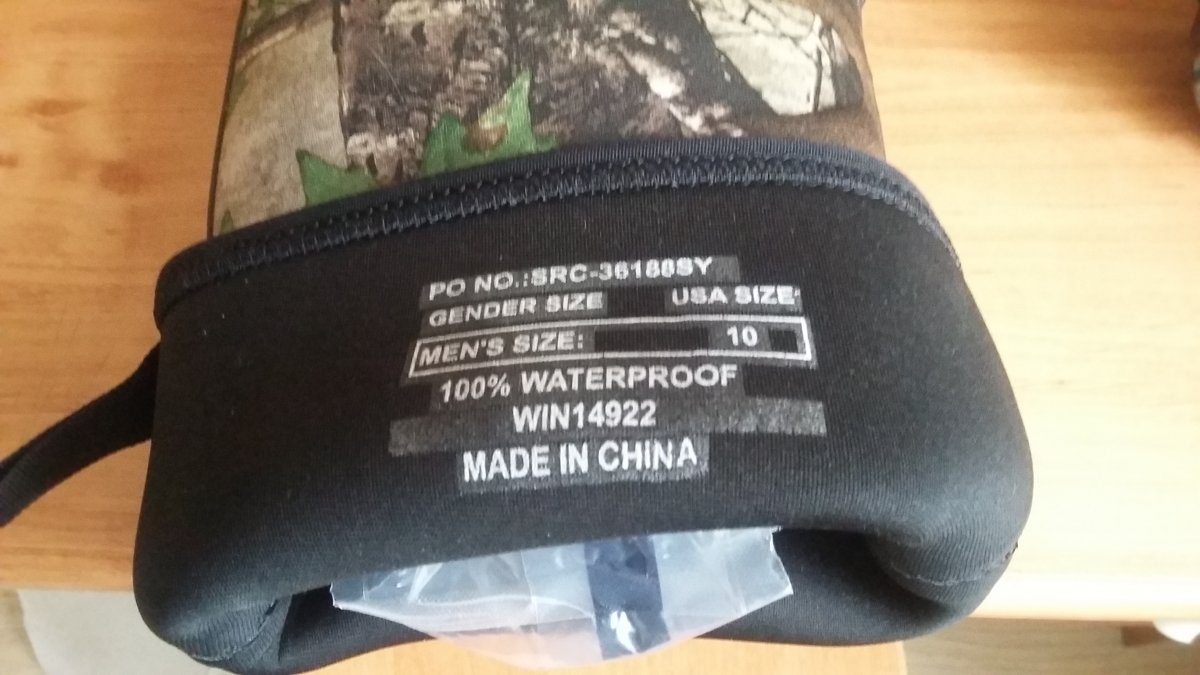 PO NO.:SRC-36188SY
GENDER SIZE USA SIZE
MEN'S SIZE: 10
100% WATERPROOF
WIN14922
MADE IN CHINA